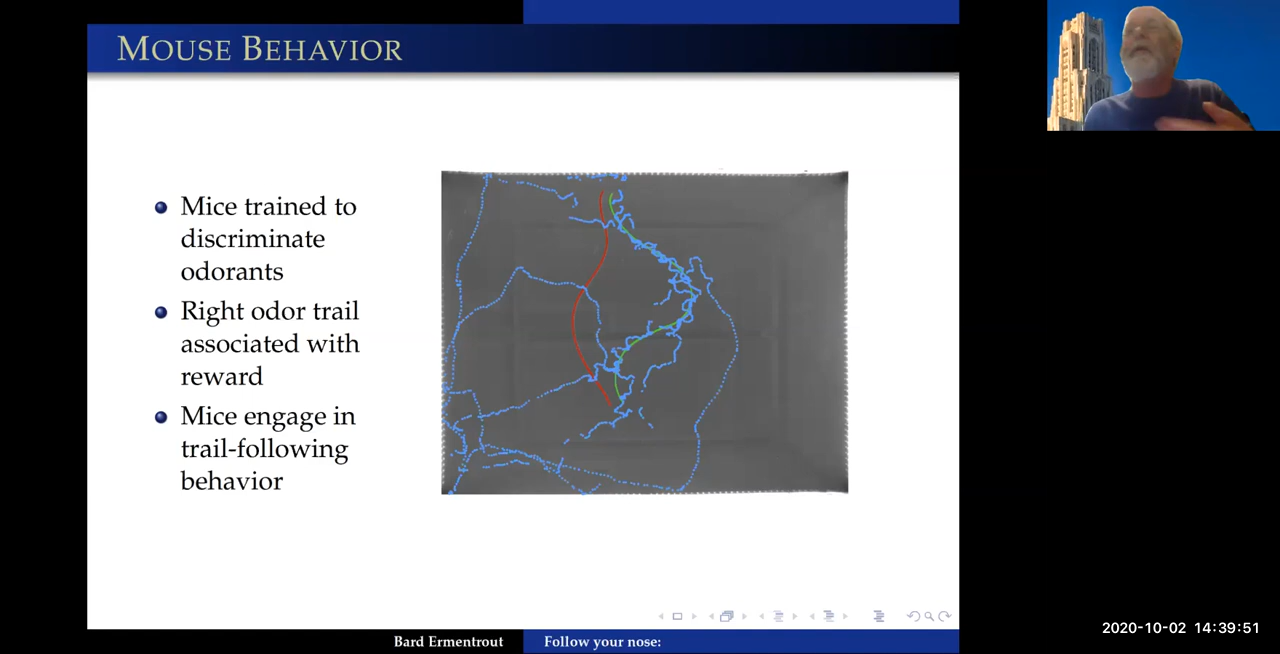 MOUSE BEHAVIOR
Mice trained to
discriminate
odorants
Right odor trail
associated with
reward
Mice engage in
trail-following
behavior
Bard Ermentrout
Follow your nose:
2020-10-02 14:39:51